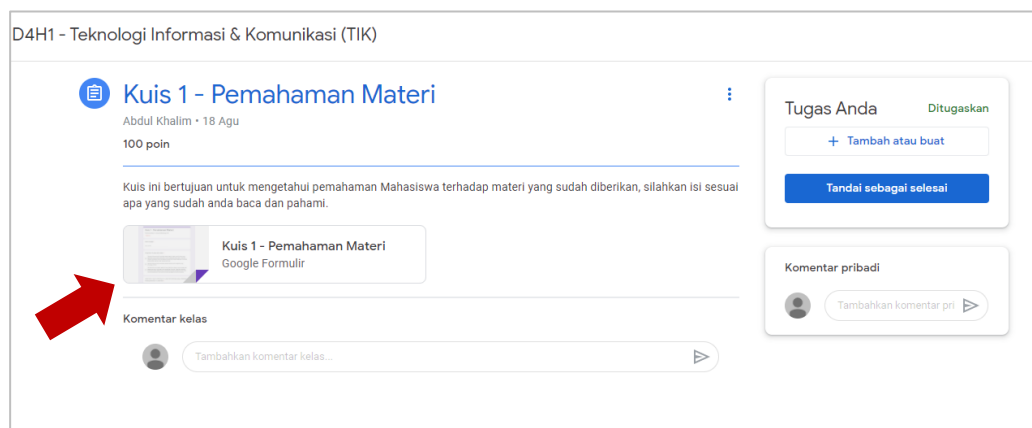 D4H1 - Teknologi Informasi & Komunikasi (TIK)
Kuis 1 - Pemahaman Materi
Abdul Khalim • 18 Agu
100 poin
Kuis ini bertujuan untuk mengetahui pemahaman Mahasiswa terhadap materi yang sudah diberikan, silahkan isi sesuai
apa yang sudah anda baca dan pahami.
Kuis 1 - Pemahaman Materi
Google Formulir
Komentar kelas
Tambahkan komentar kelas...
Tugas Anda
Ditugaskan
+ Tambah atau buat
Tandai sebagai selesai
Komentar pribadi
Tambahkan komentar pri